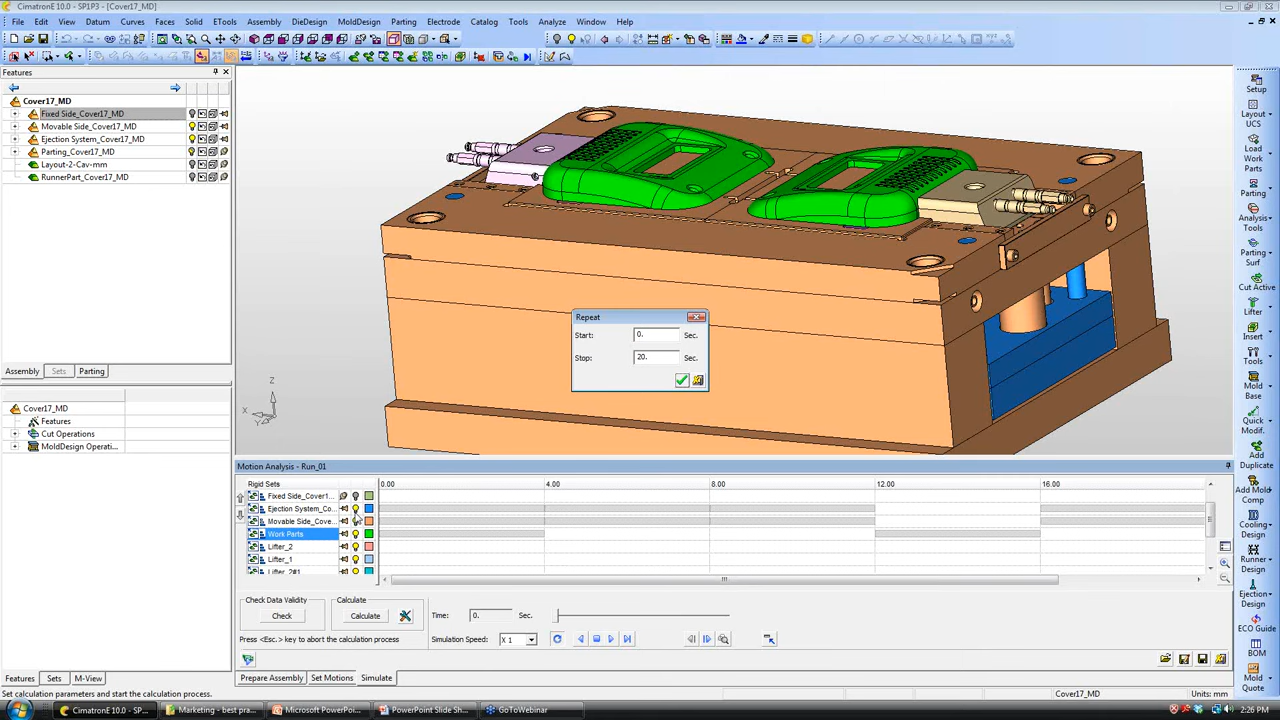 CimatronE 10.0 - SP1P3 - [Cover17_MD]
File Edit View Datum Curves Faces Solid ETools Assembly DieDesign MoldDesign Parting Electrode Catalog Tools Analyze Window Help
Features
Cover17_MD
Fixed Side_Cover17_MD
Movable Side_Cover17_MD
Ejection System_Cover17_MD
Parting_Cover17_MD
Layout-2-Cav-mm
RunnerPart_Cover17_MD
Assembly Sets Parting
Cover17_MD
Features
Cut Operations
MoldDesign Operati...
Features Sets M-View
Z
X
Y
Repeat
Start: 0. Sec.
Stop: 20. Sec.
Motion Analysis - Run_01
Rigid Sets 0.00 4.00 8.00 12.00 16.00
Fixed Side_Cover1...
Ejection System_Co...
Movable Side_Cove...
Work Parts
Lifter_2
Lifter_1
Lifter_2#1
Check Data Validity
Check
Calculate
Calculate
Time: 0. Sec.
Press <Esc.> key to abort the calculation process
Simulation Speed: X 1
Prepare Assembly Set Motions Simulate
Setup
Layout UCS
Load Work Parts
Parting
Analysis Tools
Parting Surf
Cut Active
Lifter
Insert
Tools
Mold Base
Quick Modif.
Add Duplicate
Add Mold Comp
Runner Design
Ejection Design
ECO Guide
BOM
Mold Quote
Set calculation parameters and start the calculation process.
Cover17_MD
Units: mm
CimatronE 10.0 - SP...
Marketing - best pra...
Microsoft PowerPoi...
PowerPoint Slide Sh...
GoToWebinar
2:26 PM